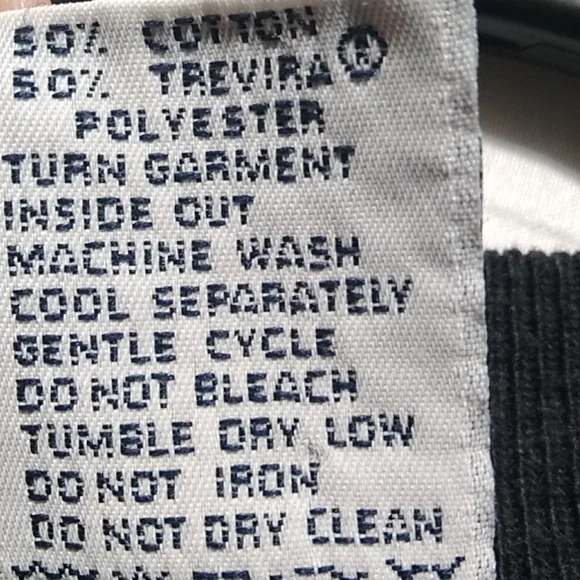 50% COTTON
50% TREVIRA®
POLYESTER
TURN GARMENT
INSIDE OUT
MACHINE WASH
COOL SEPARATELY
GENTLE CYCLE
DO NOT BLEACH
TUMBLE DRY LOW
DO NOT IRON
DO NOT DRY CLEAN